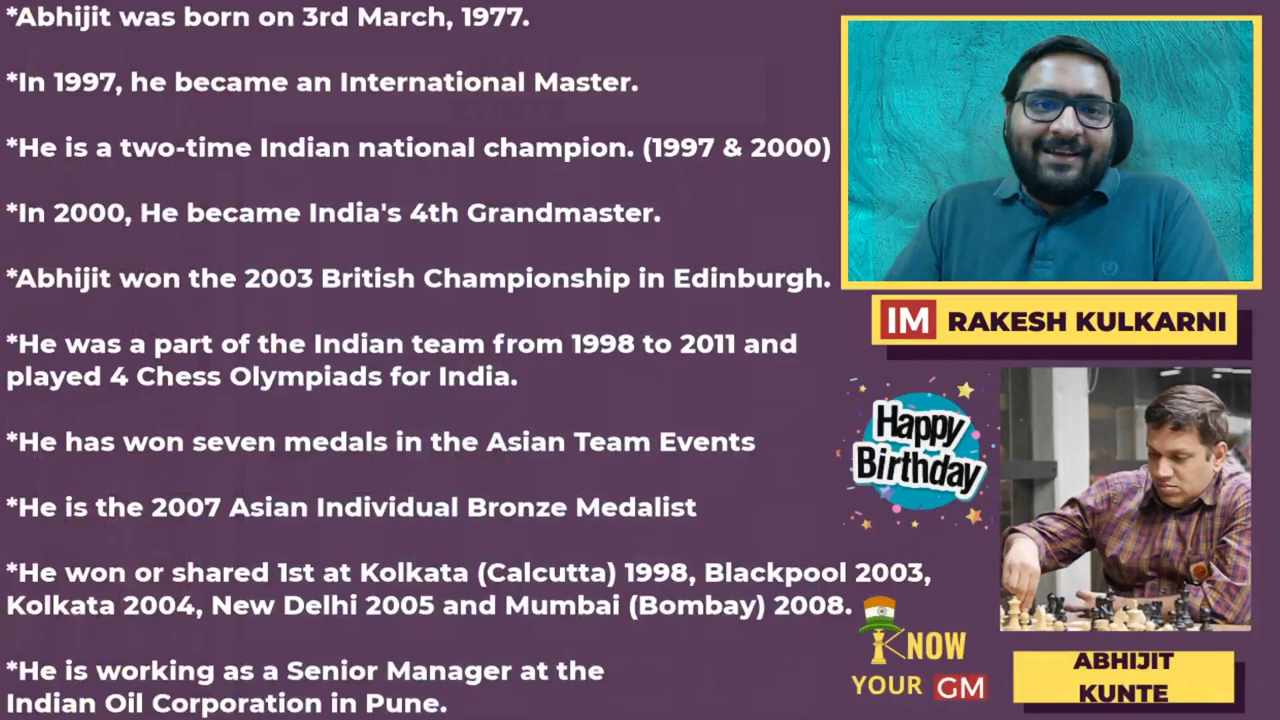 *Abhijit was born on 3rd March, 1977.
*In 1997, he became an International Master.
*He is a two-time Indian national champion. (1997 & 2000)
*In 2000, He became India's 4th Grandmaster.
*Abhijit won the 2003 British Championship in Edinburgh.
*He was a part of the Indian team from 1998 to 2011 and
played 4 Chess Olympiads for India.
*He has won seven medals in the Asian Team Events
*He is the 2007 Asian Individual Bronze Medalist
*He won or shared 1st at Kolkata (Calcutta) 1998, Blackpool 2003,
Kolkata 2004, New Delhi 2005 and Mumbai (Bombay) 2008.
*He is working as a Senior Manager at the
Indian Oil Corporation in Pune.
IM RAKESH KULKARNI
Happy
Birthday
KNOW
YOUR GM
ABHIJIT
KUNTE